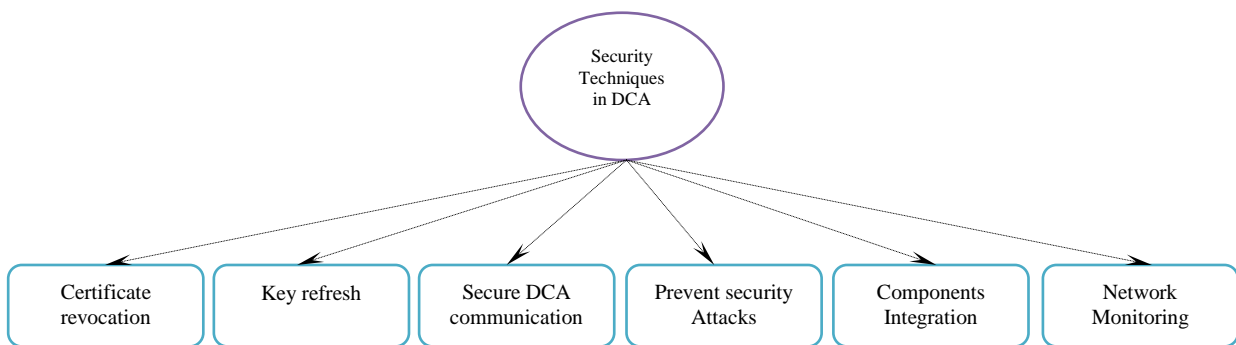 Security
Techniques
in DCA
Certificate
revocation
Key refresh
Secure DCA
communication
Prevent security
Attacks
Components
Integration
Network
Monitoring